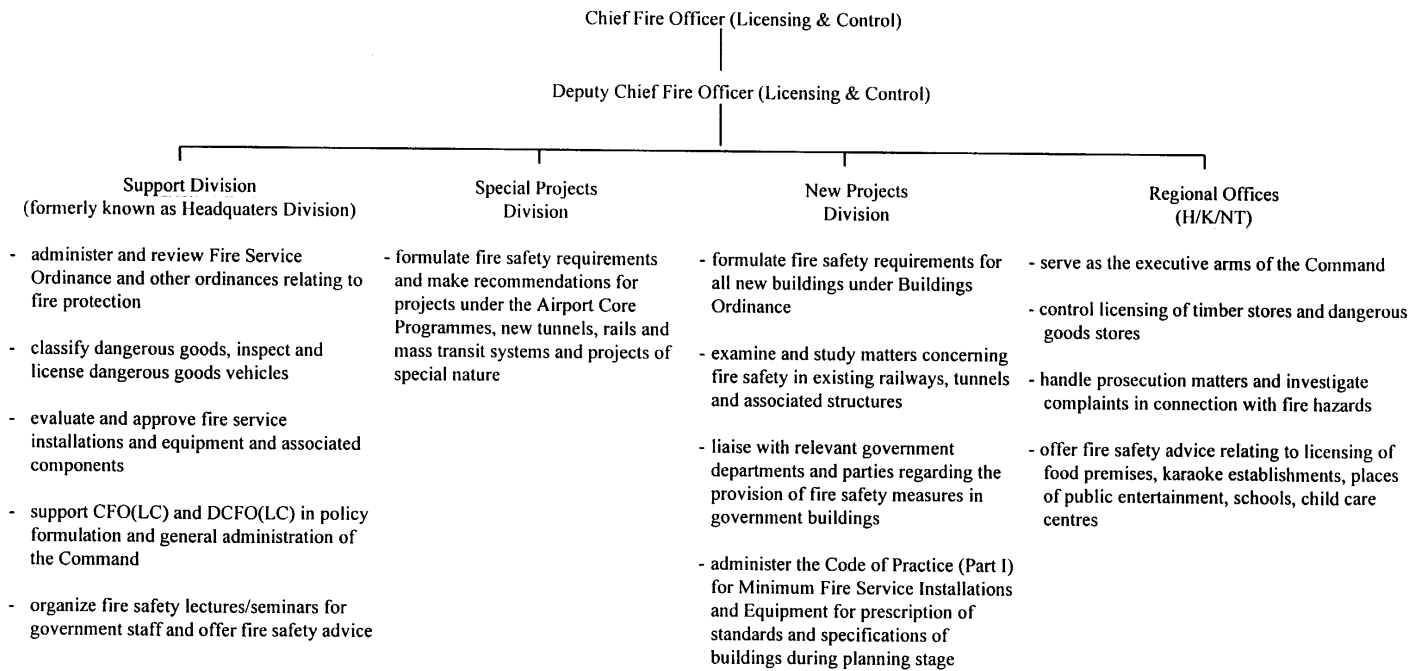 Chief Fire Officer (Licensing & Control)
Deputy Chief Fire Officer (Licensing & Control)
Support Division
(formerly known as Headquaters Division)
- administer and review Fire Service
Ordinance and other ordinances relating to
fire protection
- classify dangerous goods, inspect and
license dangerous goods vehicles
- evaluate and approve fire service
installations and equipment and associated
components
- support CFO(LC) and DCFO(LC) in policy
formulation and general administration of
the Command
- organize fire safety lectures/seminars for
government staff and offer fire safety advice
Special Projects
Division
- formulate fire safety requirements
and make recommendations for
projects under the Airport Core
Programmes, new tunnels, rails and
mass transit systems and projects of
special nature
New Projects
Division
- formulate fire safety requirements for
all new buildings under Buildings
Ordinance
- examine and study matters concerning
fire safety in existing railways, tunnels
and associated structures
- liaise with relevant government
departments and parties regarding the
provision of fire safety measures in
government buildings
- administer the Code of Practice (Part I)
for Minimum Fire Service Installations
and Equipment for prescription of
standards and specifications of
buildings during planning stage
Regional Offices
(H/K/NT)
- serve as the executive arms of the Command
- control licensing of timber stores and dangerous
goods stores
- handle prosecution matters and investigate
complaints in connection with fire hazards
- offer fire safety advice relating to licensing of
food premises, karaoke establishments, places
of public entertainment, schools, child care
centres